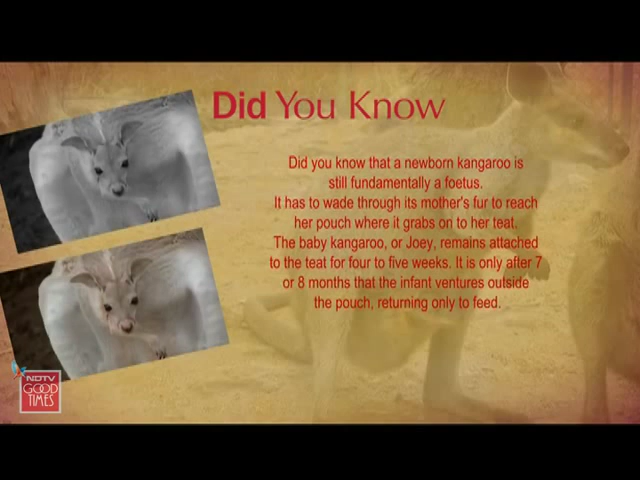 Did You Know
Did you know that a newborn kangaroo is
still fundamentally a foetus.
It has to wade through its mother's fur to reach
her pouch where it grabs on to her teat.
The baby kangaroo, or Joey, remains attached
to the teat for four to five weeks. It is only after 7
or 8 months that the infant ventures outside
the pouch, returning only to feed.
NDTV
GOOD
TIMES